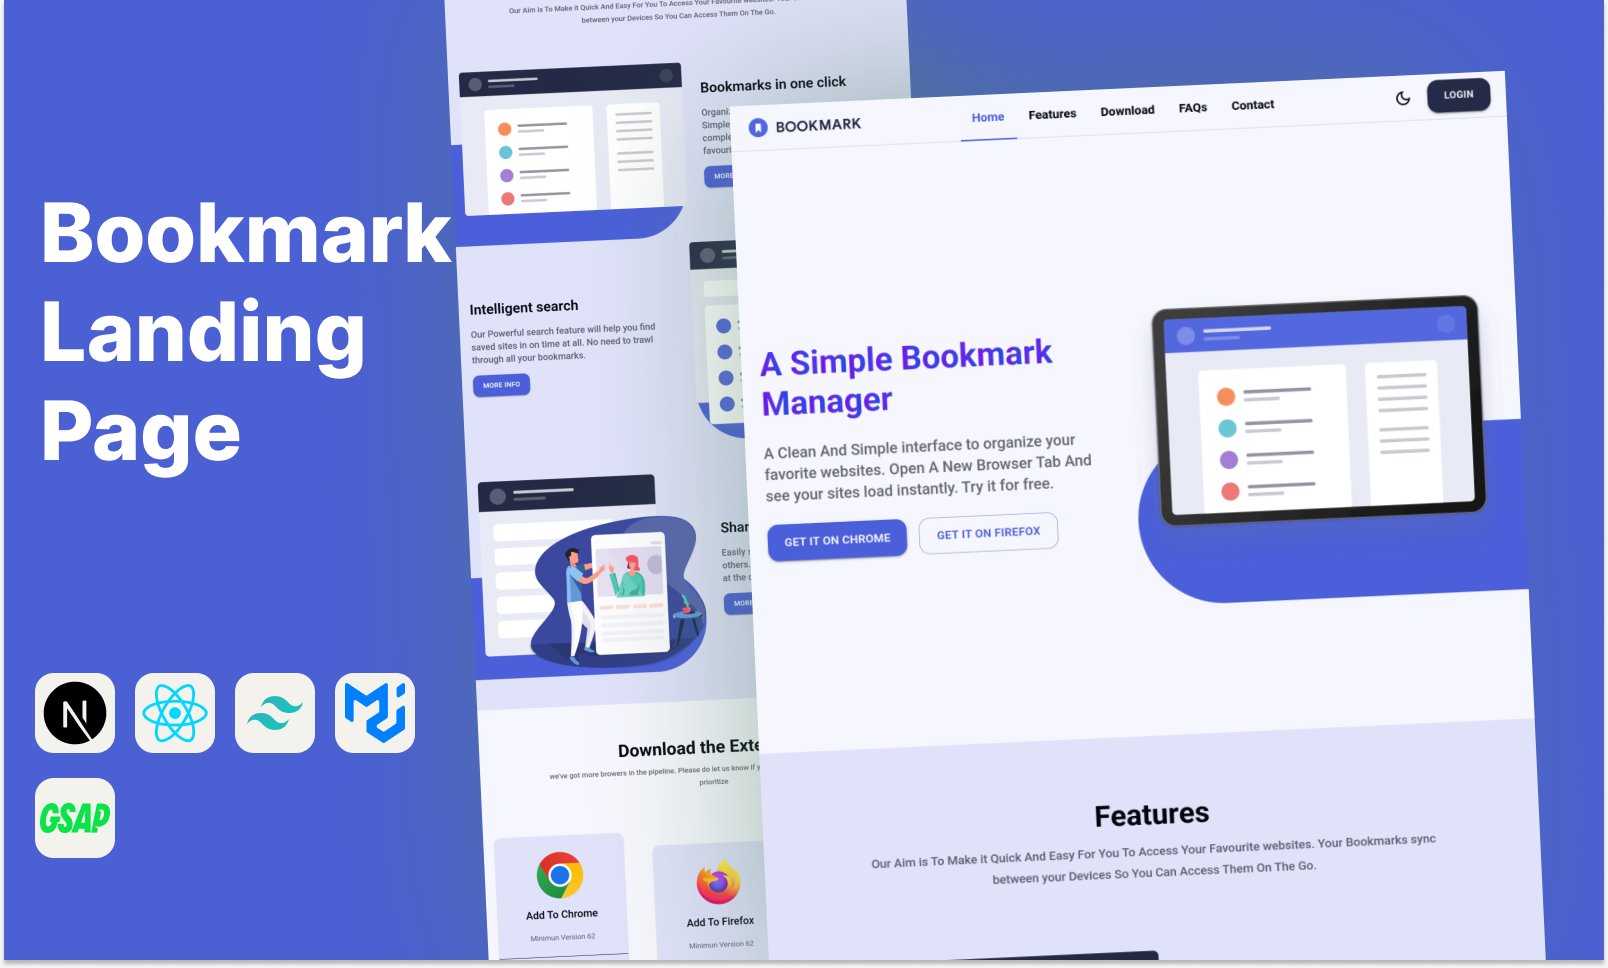 Bookmark
Landing
Page
N
GSAP
Our Aim is To Make it Quick And Easy For You To Access Your Favourite websites.
between your Devices So You Can Access Them On The Go.
Bookmarks in one click
Simple
MORE
Intelligent search
Our Powerful search feature will help you find
saved sites in on time at all. No need to trawl
through all your bookmarks.
MORE INFO
Easily
others.
at the
MORE
Download the
we've got more browers in the pipeline. Please do let us know if
prioritize
Add To Chrome
Minimun Version 62
Add To Firefox
Minimun Version 62
BOOKMARK
Home Features Download FAQs Contact
LOGIN
A Simple Bookmark
Manager
A Clean And Simple interface to organize your
favorite websites. Open A New Browser Tab And
see your sites load instantly. Try it for free.
GET IT ON CHROME GET IT ON FIREFOX
Features
Our Aim is To Make it Quick And Easy For You To Access Your Favourite websites. Your Bookmarks sync
between your Devices So You Can Access Them On The Go.